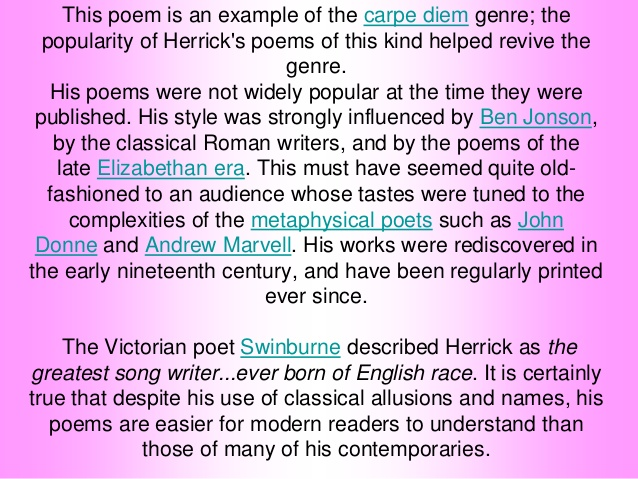 This poem is an example of the carpe diem genre; the
popularity of Herrick's poems of this kind helped revive the
genre.
His poems were not widely popular at the time they were
published. His style was strongly influenced by Ben Jonson,
by the classical Roman writers, and by the poems of the
late Elizabethan era. This must have seemed quite old-
fashioned to an audience whose tastes were tuned to the
complexities of the metaphysical poets such as John
Donne and Andrew Marvell. His works were rediscovered in
the early nineteenth century, and have been regularly printed
ever since.
The Victorian poet Swinburne described Herrick as the
greatest song writer...ever born of English race. It is certainly
true that despite his use of classical allusions and names, his
poems are easier for modern readers to understand than
those of many of his contemporaries.